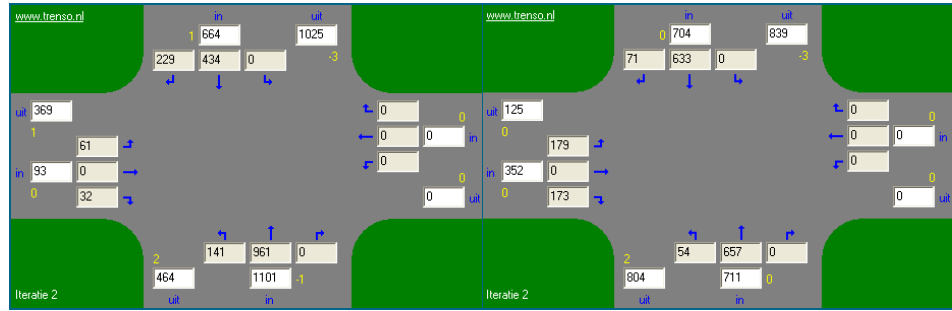 www.trenso.nl in uit
1 664 1025
229 434 0 -3
uit 369 0
1 0 0
61 0 in
in 93 0 0
0 32 0
0 uit
141 961 0
2
464 1101 -1
Iteratie 2 uit in
www.trenso.nl in uit
0 704 839
71 633 0 -3
uit 125 0
0 0 0
179 0 in
in 352 0 0
0 173 0
0 uit
54 657 0
2
804 711 0
Iteratie 2 uit in